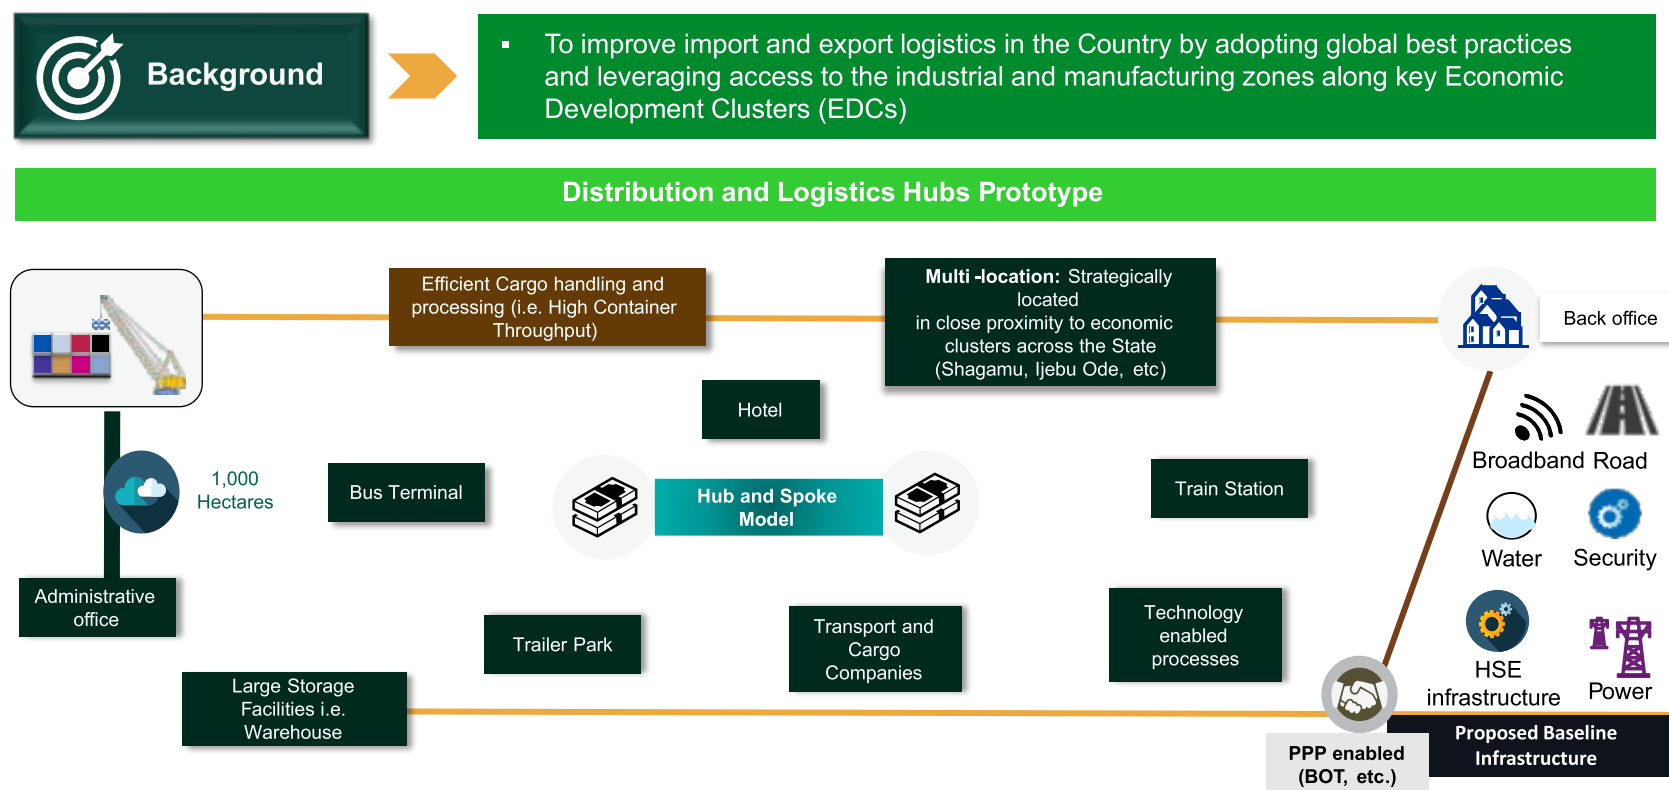 Background
▪ To improve import and export logistics in the Country by adopting global best practices
and leveraging access to the industrial and manufacturing zones along key Economic
Development Clusters (EDCs)
Distribution and Logistics Hubs Prototype
Efficient Cargo handling and
processing (i.e. High Container
Throughput)
Multi -location: Strategically
located
in close proximity to economic
clusters across the State
(Shagamu, Ijebu Ode, etc)
Back office
Hotel
Broadband
Road
1,000
Hectares
Bus Terminal
Hub and Spoke
Model
Train Station
Water
Security
Administrative
office
Trailer Park
Transport and
Cargo
Companies
Technology
enabled
processes
HSE
infrastructure
Power
Large Storage
Facilities i.e.
Warehouse
PPP enabled
(BOT, etc.)
Proposed Baseline
Infrastructure